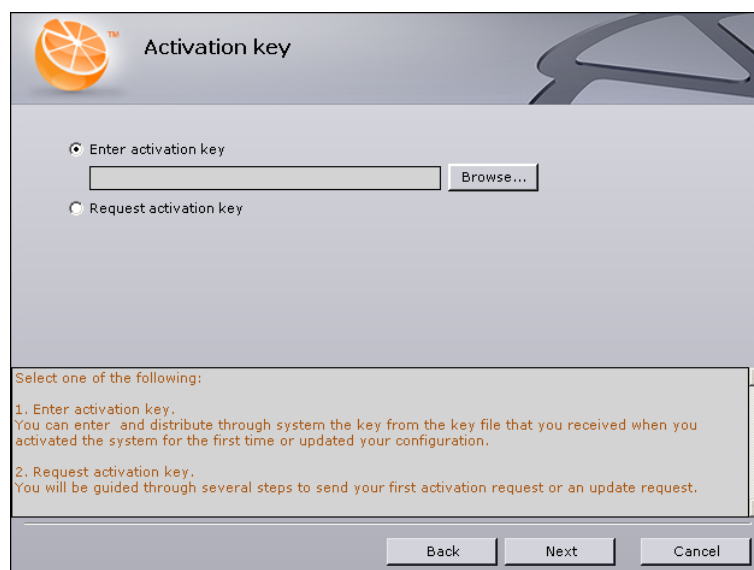 TM
Activation key
Enter activation key
Browse...
Request activation key
Select one of the following:
1. Enter activation key.
You can enter and distribute through system the key from the key file that you received when you
activated the system for the first time or updated your configuration.
2. Request activation key.
You will be guided through several steps to send your first activation request or an update request.
Back
Next
Cancel